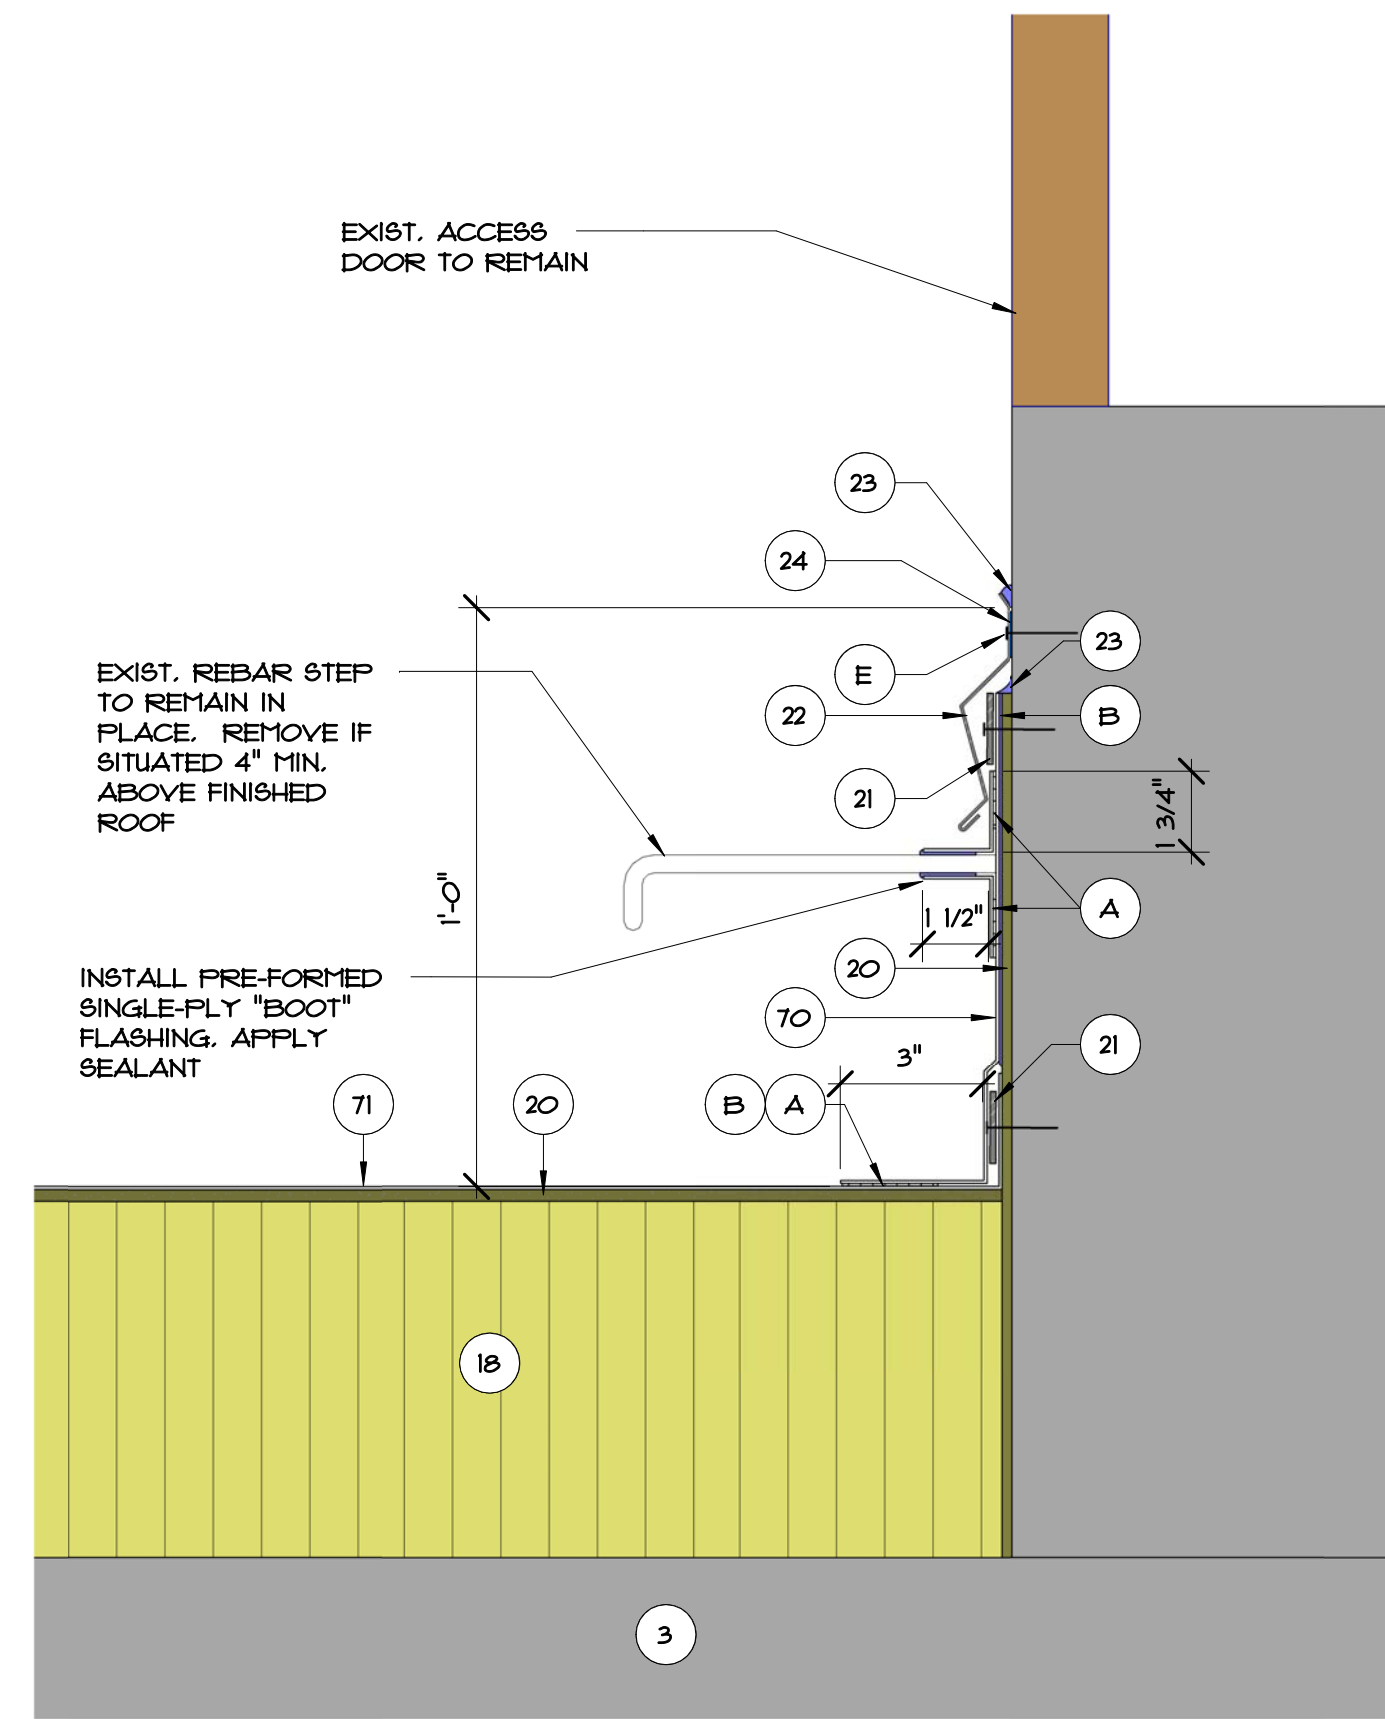 EXIST. ACCESS
DOOR TO REMAIN
23
24
23
E
EXIST. REBAR STEP
TO REMAIN IN
PLACE. REMOVE IF
SITUATED 4" MIN.
ABOVE FINISHED
ROOF
22
B
21
1 3/4"
1'-0"
A
1 1/2"
20
INSTALL PRE-FORMED
SINGLE-PLY "BOOT"
FLASHING. APPLY
SEALANT
70
3"
21
71
20
B
A
18
3